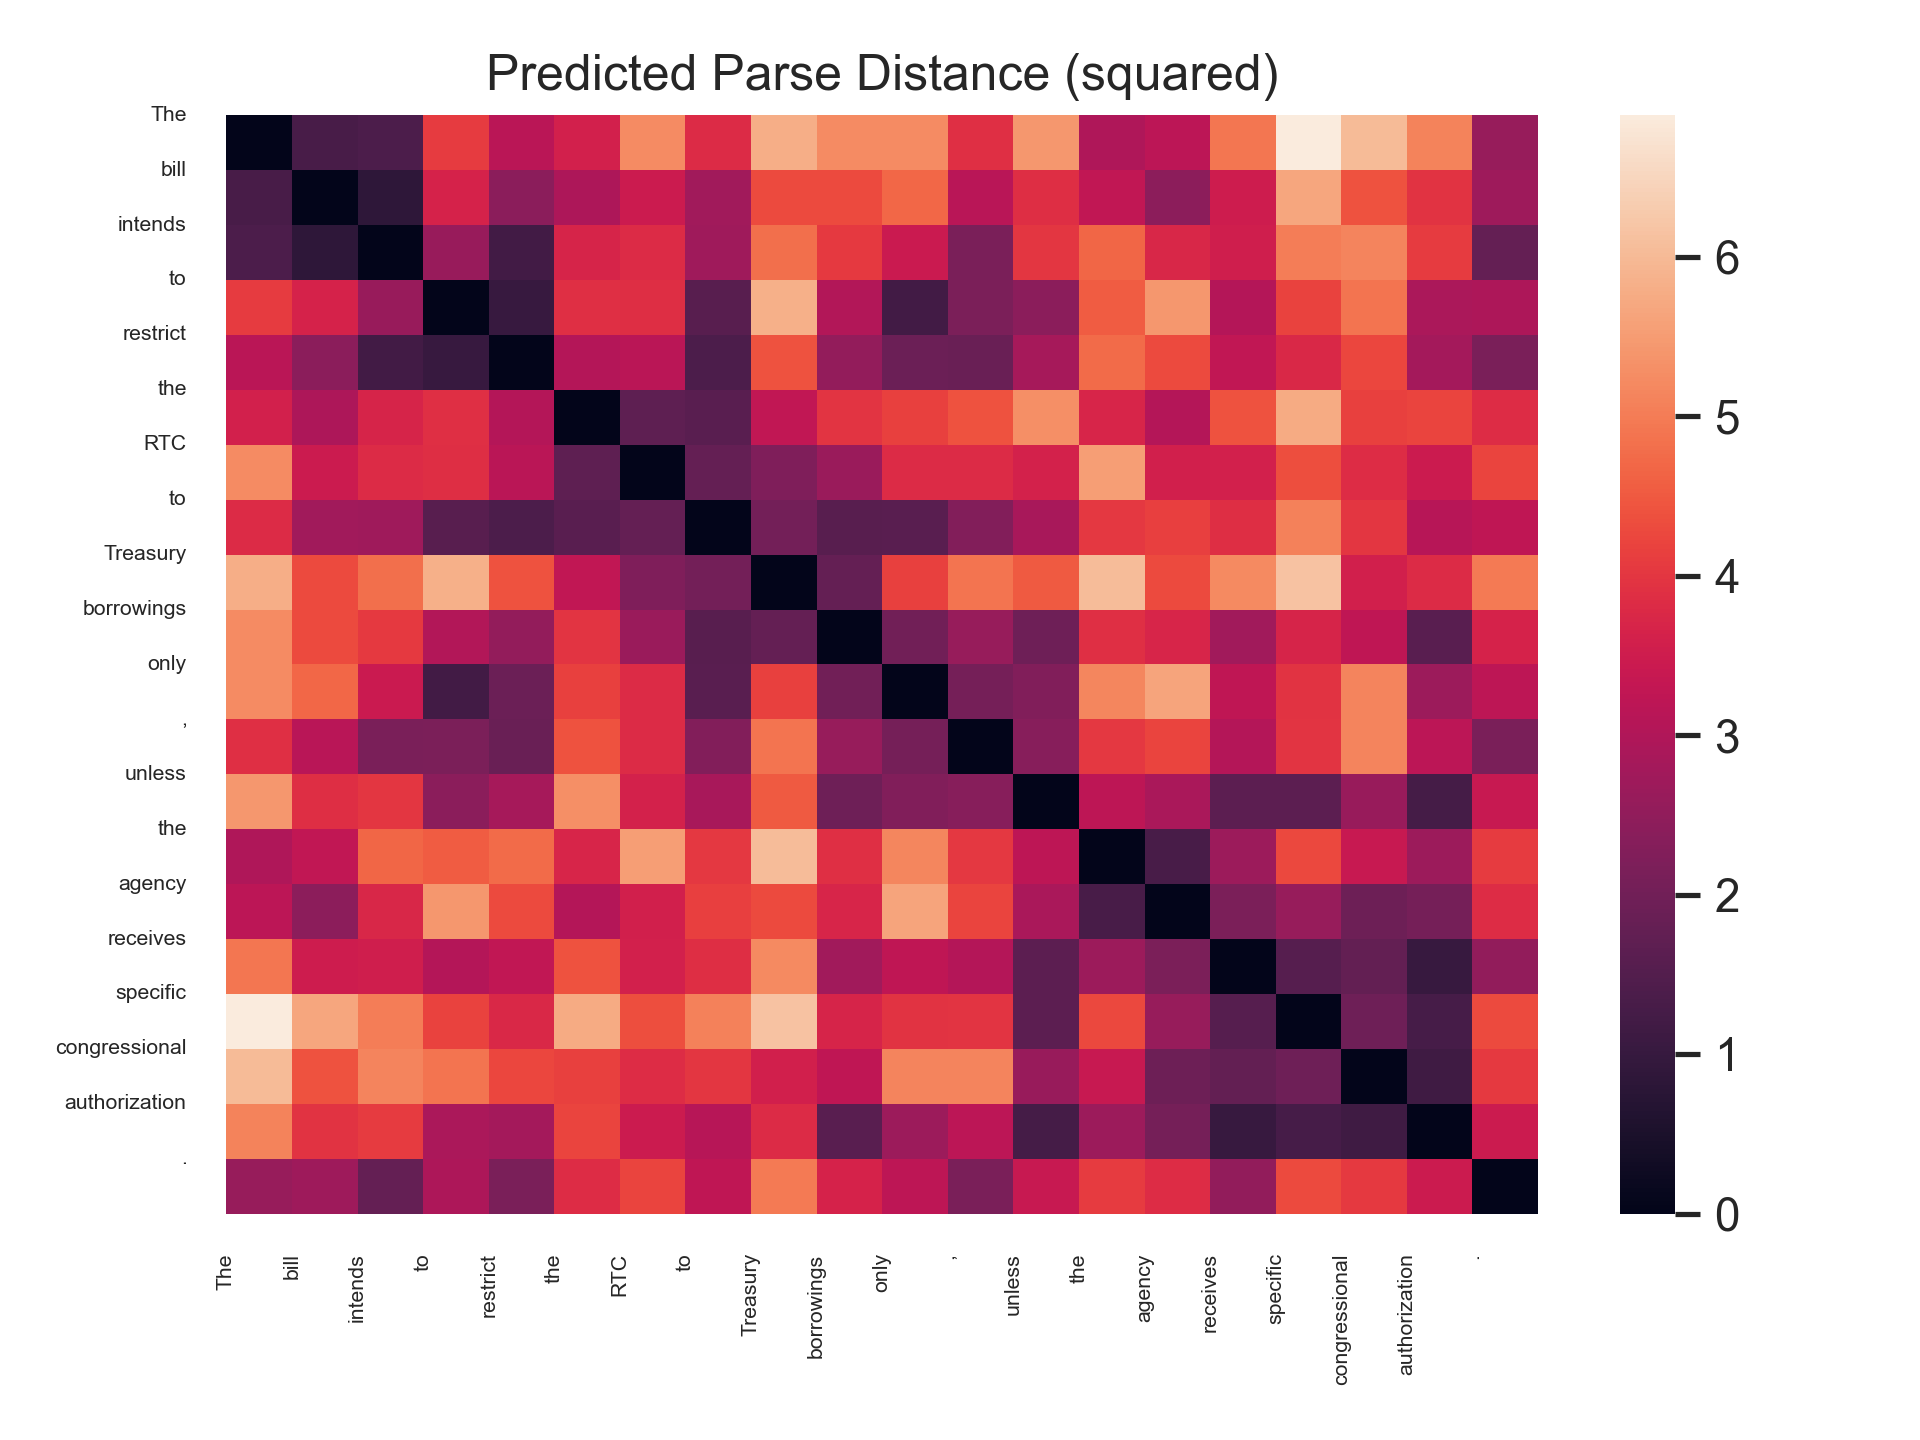 Predicted Parse Distance (squared)
The
bill
intends
to
restrict
the
RTC
to
Treasury
borrowings
only
,
unless
the
agency
receives
specific
congressional
authorization
.
6
5
4
3
2
1
0
The
bill
intends
to
restrict
the
RTC
to
Treasury
borrowings
only
,
unless
the
agency
receives
specific
congressional
authorization
.